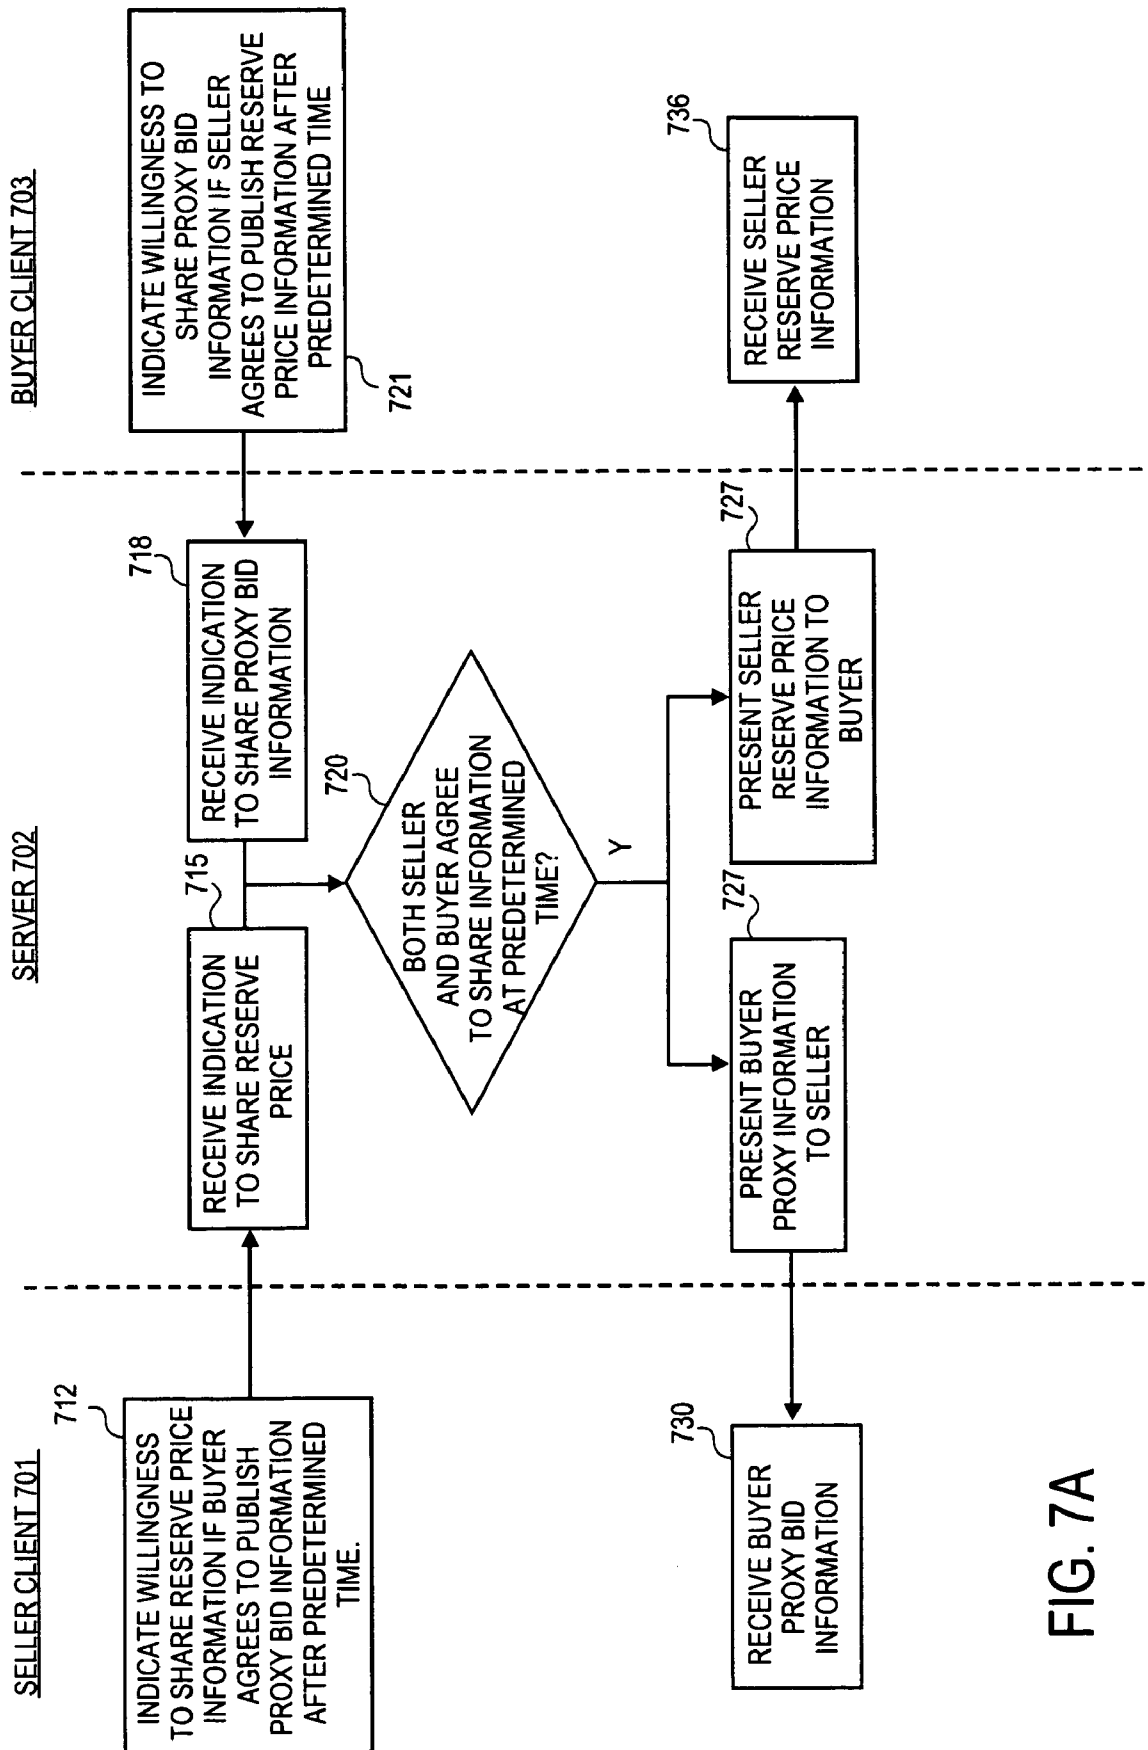 SELLER CLIENT 701
SERVER 702
BUYER CLIENT 703
712
INDICATE WILLINGNESS
TO SHARE RESERVE PRICE
INFORMATION IF BUYER
AGREES TO PUBLISH
PROXY BID INFORMATION
AFTER PREDETERMINED
TIME.
715
RECEIVE INDICATION
TO SHARE RESERVE
PRICE
718
RECEIVE INDICATION
TO SHARE PROXY BID
INFORMATION
INDICATE WILLINGNESS TO
SHARE PROXY BID
INFORMATION IF SELLER
AGREES TO PUBLISH RESERVE
PRICE INFORMATION AFTER
PREDETERMINED TIME
721
720
BOTH SELLER
AND BUYER AGREE
TO SHARE INFORMATION
AT PREDETERMINED
TIME?
Y
730
RECEIVE BUYER
PROXY BID
INFORMATION
727
PRESENT BUYER
PROXY INFORMATION
TO SELLER
727
PRESENT SELLER
RESERVE PRICE
INFORMATION TO
BUYER
736
RECEIVE SELLER
RESERVE PRICE
INFORMATION
FIG. 7A